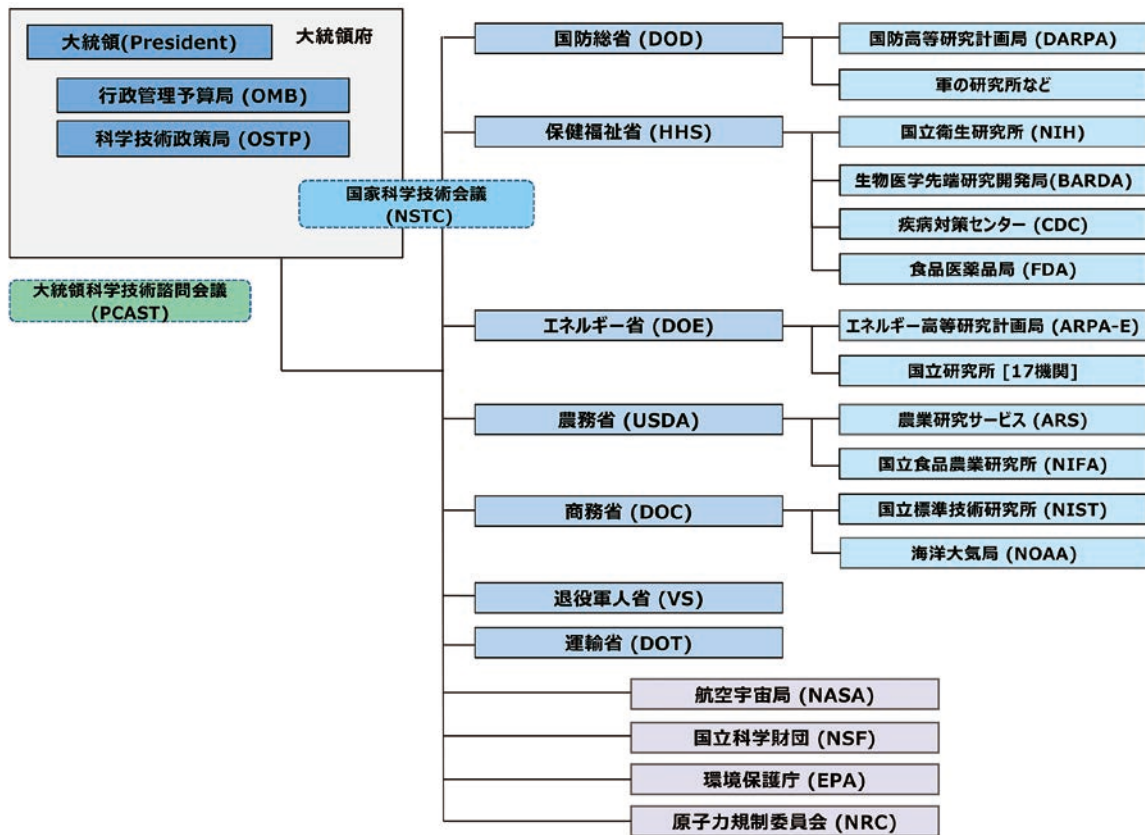 大統領(President)
大統領府
行政管理予算局 (OMB)
科学技術政策局 (OSTP)
国家科学技術会議
(NSTC)
大統領科学技術諮問会議
(PCAST)
国防総省 (DOD)
国防高等研究計画局 (DARPA)
軍の研究所など
保健福祉省 (HHS)
国立衛生研究所 (NIH)
生物医学先端研究開発局(BARDA)
疾病対策センター (CDC)
食品医薬品局 (FDA)
エネルギー省 (DOE)
エネルギー高等研究計画局 (ARPA-E)
国立研究所 [17機関]
農務省 (USDA)
農業研究サービス (ARS)
国立食品農業研究所 (NIFA)
商務省 (DOC)
国立標準技術研究所 (NIST)
海洋大気局 (NOAA)
退役軍人省 (VS)
運輸省 (DOT)
航空宇宙局 (NASA)
国立科学財団 (NSF)
環境保護庁 (EPA)
原子力規制委員会 (NRC)